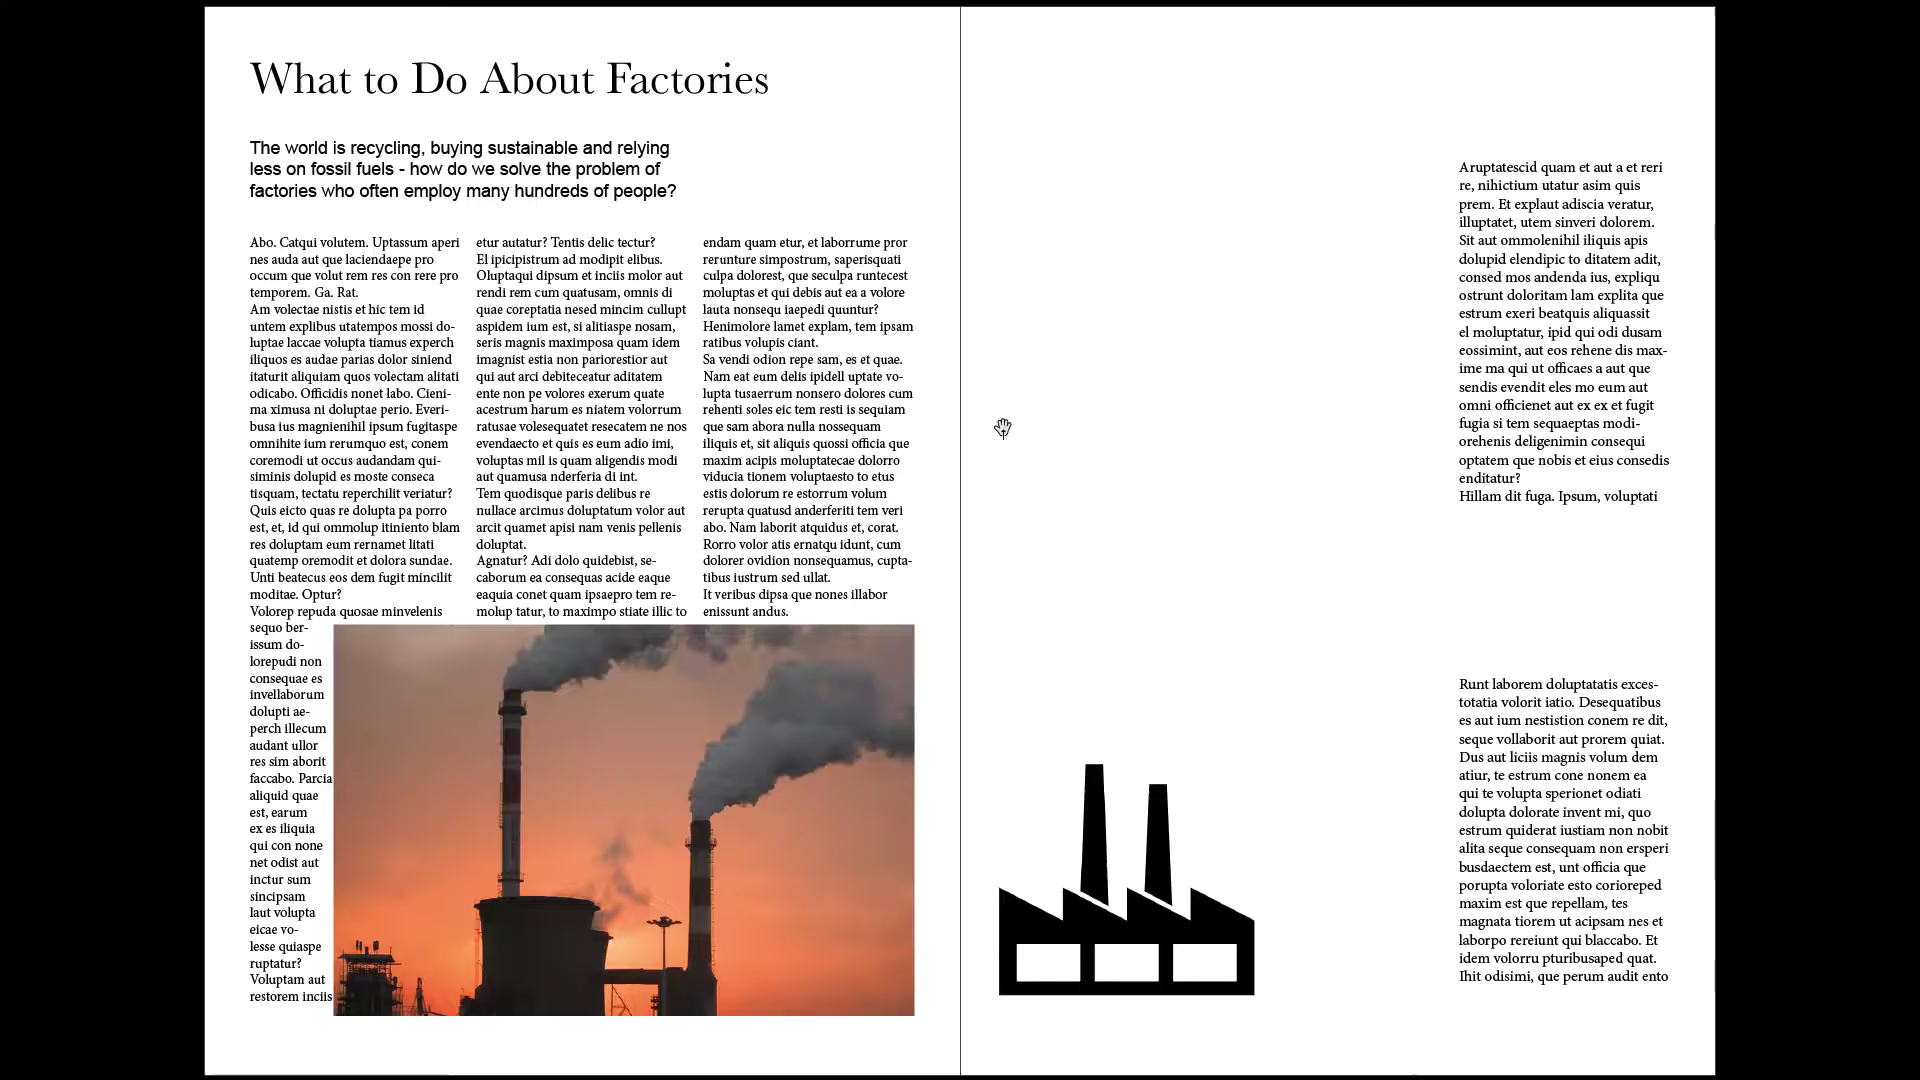 What to Do About Factories
The world is recycling, buying sustainable and relying
less on fossil fuels - how do we solve the problem of
factories who often employ many hundreds of people?
Abo. Catqui volutem. Uptassum aperi
nes auda aut que laciendaepe pro
occum que volut rem res con rere pro
temporem. Ga. Rat.
Am volectae nistis et hic tem id
untem explibus utatempos mossi do-
luptae laccae volupta tiamus experch
iliquos es audae parias dolor siniend
itaturit aliquiam quos volectam alitati
odicabo. Officidis nonet labo. Cieni-
ma ximusa ni doluptae perio. Everi-
busa ius magnienihil ipsum fugitaspe
omnihite ium rerumquo est, conem
coremodi ut occus audandam qui-
siminis dolupid es moste conseca
tisquam, tectatu reperchilit veriatur?
Quis eicto quas re dolupta pa porro
est, et, id qui ommolup itiniento blam
res doluptam eum rernamet litati
quatemp oremodit et dolora sundae.
Unti beatecus eos dem fugit mincilit
moditae. Optur?
Volorep repuda quosae minvelenis
sequo ber-
issum do-
lorepudi non
consequae es
invellaborum
dolupti ae-
perch illecum
audant ullor
res sim aborit
faccabo. Parcia
aliquid quae
est, earum
ex es iliquia
qui con none
net odist aut
inctur sum
sincipsam
laut volupta
eicae vo-
lesse quiaspe
ruptatur?
Voluptam aut
restorem inciis
etur autatur? Tentis delic tectur?
El ipicipistrum ad modipit elibus.
Oluptaqui dipsum et inciis molor aut
rendi rem cum quatusam, omnis di
quae coreptatia nesed mincim cullupt
aspidem ium est, si alitiaspe nosam,
seris magnis maximposa quam idem
imagnist estia non pariorestior aut
qui aut arci debiteceatur aditatem
ente non pe volores exerum quate
acestrum harum es niatem volorrum
ratusae volesequatet resecatem ne nos
evendaecto et quis es eum adio imi,
voluptas mil is quam aligendis modi
aut quamusa nderferia di int.
Tem quodisque paris delibus re
nullace arcimus doluptatum volor aut
arcit quamet apisi nam venis pellenis
doluptat.
Agnatur? Adi dolo quidebist, se-
caborum ea consequas acide eaque
eaquia conet quam ipsaepro tem re-
molup tatur, to maximpo stiate illic to
endam quam etur, et laborrume pror
rerunture simpostrum, saperisquati
culpa dolorest, que seculpa runtecest
moluptas et qui debis aut ea a volore
lauta nonsequ iaepedi quuntur?
Henimolore lamet explam, tem ipsam
ratibus volupis ciant.
Sa vendi odion repe sam, es et quae.
Nam eat eum delis ipidell uptate vo-
lupta tusaerrum nonsero dolores cum
rehenti soles eic tem resti is sequiam
que sam abora nulla nossequam
iliquis et, sit aliquis quossi officia que
maxim acipis moluptatecae dolorro
viducia tionem voluptaesto to etus
estis dolorum re estorrum volum
rerupta quatusd anderferiti tem veri
abo. Nam laborit atquidus et, corat.
Rorro volor atis ernatqu idunt, cum
dolorer ovidion nonsequamus, cupta-
tibus iustrum sed ullat.
It veribus dipsa que nones illabor
enissunt andus.
Aruptatescid quam et aut a et reri
re, nihictium utatur asim quis
prem. Et explaut adiscia veratur,
illuptatet, utem sinveri dolorem.
Sit aut ommolenihil iliquis apis
dolupid elendipic to ditatem adit,
consed mos andenda ius, expliqu
ostrunt doloritam lam explita que
estrum exeri beatquis aliquassit
el moluptatur, ipid qui odi dusam
eossimint, aut eos rehene dis max-
ime ma qui ut officaes a aut que
sendis evendit eles mo eum aut
omni officienet aut ex ex et fugit
fugia si tem sequaeptas modi-
orehenis deligenimin consequi
optatem que nobis et eius consedis
enditatur?
Hillam dit fuga. Ipsum, voluptati
Runt laborem doluptatatis exces-
totatia volorit iatio. Desequatibus
es aut ium nestistion conem re dit,
seque vollaborit aut prorem quiat.
Dus aut liciis magnis volum dem
atiur, te estrum cone nonem ea
qui te volupta sperionet odiati
dolupta dolorate invent mi, quo
estrum quiderat iustiam non nobit
alita seque consequam non ersperi
busdaectem est, unt officia que
porupta voloriate esto corioreped
maxim est que repellam, tes
magnata tiorem ut acipsam nes et
laborpo rereiunt qui blaccabo. Et
idem volorru pturibusaped quat.
Ihit odisimi, que perum audit ento